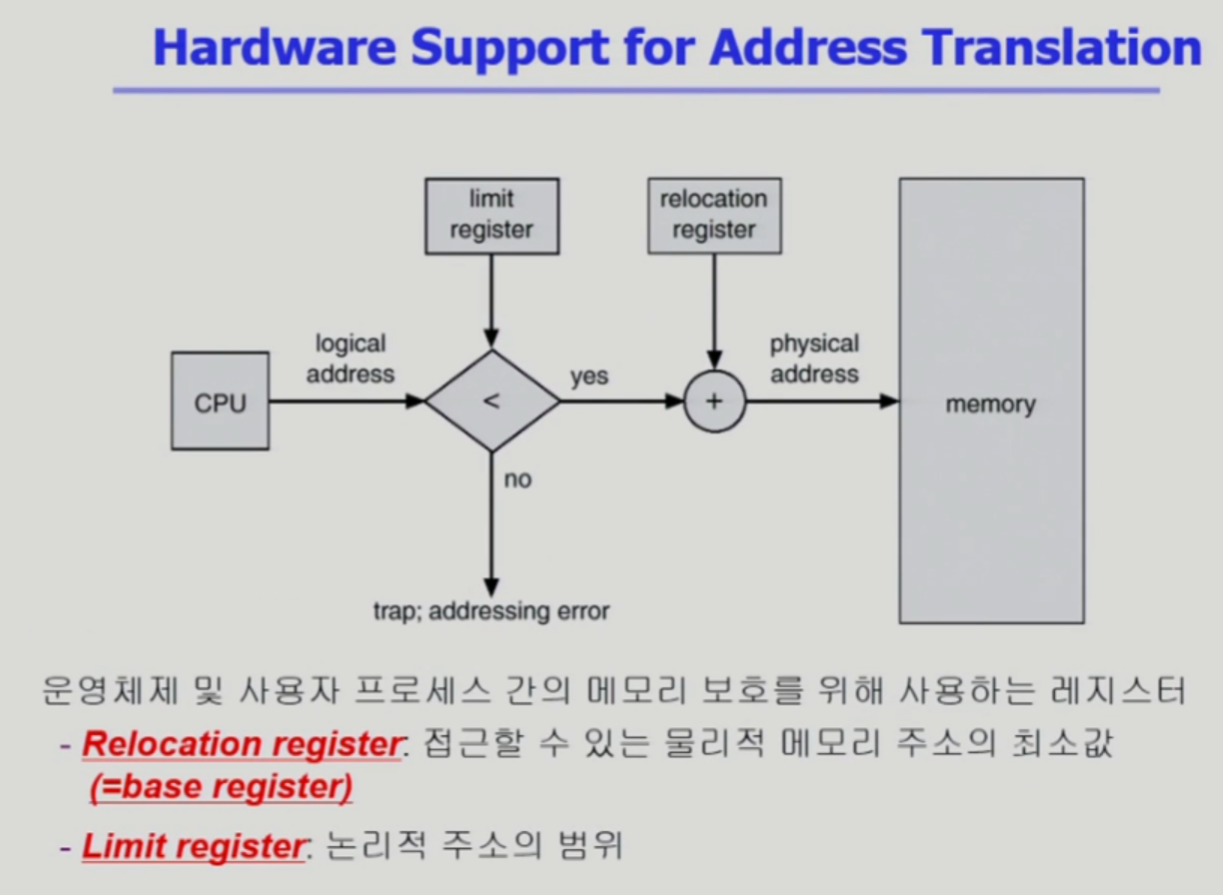 Hardware Support for Address Translation
limit
register
relocation
register
logical
address
physical
address
CPU
<
yes
+
memory
no
trap; addressing error
운영체제 및 사용자 프로세스 간의 메모리 보호를 위해 사용하는 레지스터
- Relocation register: 접근할 수 있는 물리적 메모리 주소의 최소값
(=base register)
- Limit register: 논리적 주소의 범위